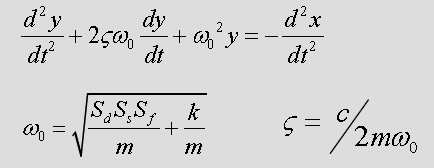 d²y/dt² + 2ςω₀ dy/dt + ω₀²y = −d²x/dt²
ω₀ = √(S_d S_s S_f / m + k/m)
ς = c/2mω₀